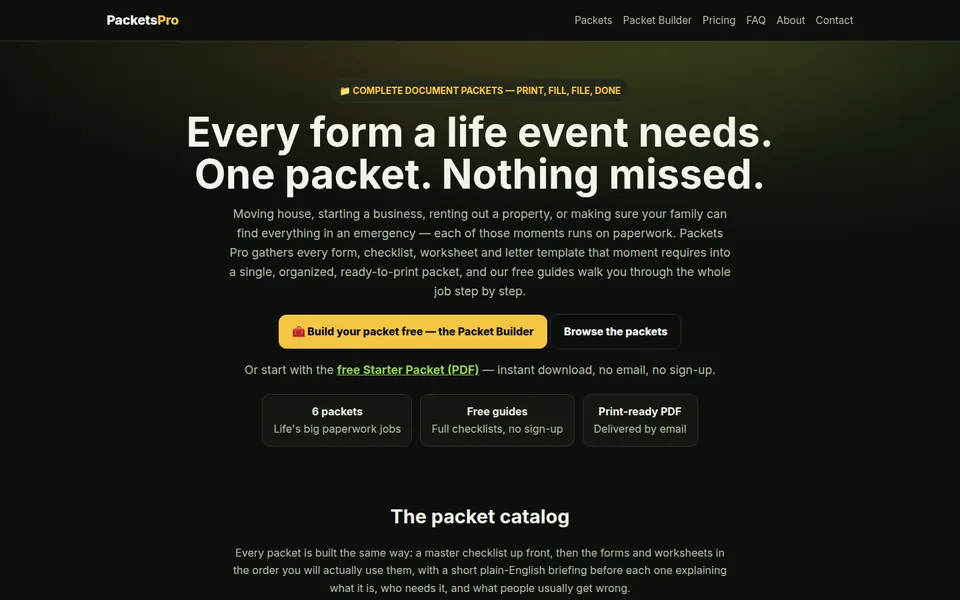 PacketsPro
Packets Packet Builder Pricing FAQ About Contact
📁 COMPLETE DOCUMENT PACKETS — PRINT, FILL, FILE, DONE
Every form a life event needs.
One packet. Nothing missed.
Moving house, starting a business, renting out a property, or making sure your family can
find everything in an emergency — each of those moments runs on paperwork. Packets
Pro gathers every form, checklist, worksheet and letter template that moment requires into
a single, organized, ready-to-print packet, and our free guides walk you through the whole
job step by step.
🧰 Build your packet free — the Packet Builder
Browse the packets
Or start with the free Starter Packet (PDF) — instant download, no email, no sign-up.
6 packets
Life's big paperwork jobs
Free guides
Full checklists, no sign-up
Print-ready PDF
Delivered by email
The packet catalog
Every packet is built the same way: a master checklist up front, then the forms and worksheets in
the order you will actually use them, with a short plain-English briefing before each one explaining
what it is, who needs it, and what people usually get wrong.